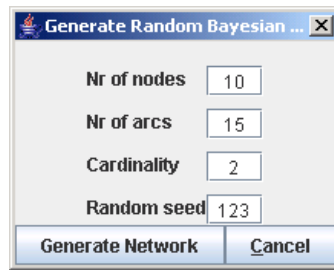 Generate Random Bayesian ...
Nr of nodes 10
Nr of arcs 15
Cardinality 2
Random seed 123
Generate Network Cancel